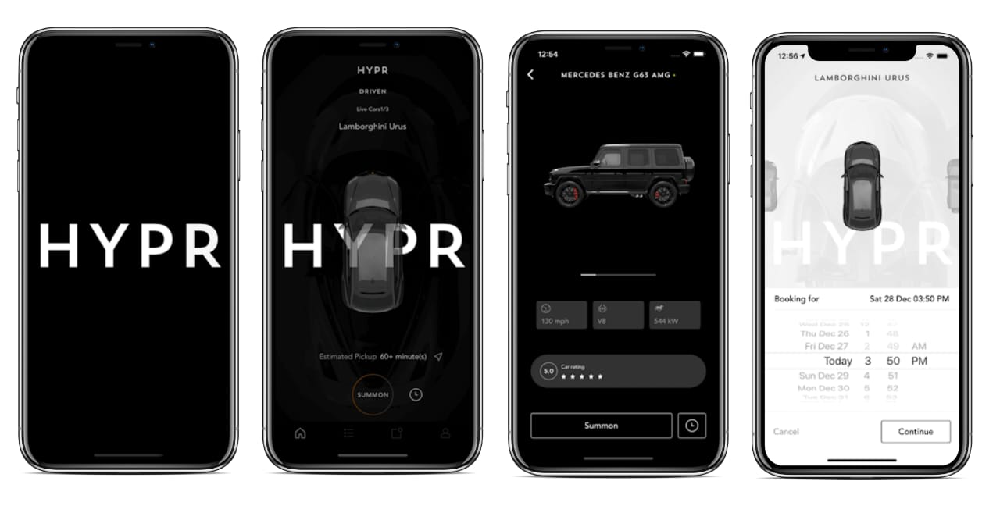 HYPR
HYPR
DRIVEN
Live Cars1/3
Lamborghini Urus
HYPR
Estimated Pickup 60+ minute(s)
SUMMON
12:54
MERCEDES BENZ G63 AMG
130 mph
V8
544 kW
5.0
Car rating
Summon
12:56
LAMBORGHINI URUS
HYPR
Booking for Sat 28 Dec 03:50 PM
Wed Dec 25 12 47
Thu Dec 26 1 48
Fri Dec 27 2 49 AM
Today 3 50 PM
Sun Dec 29 4 51
Mon Dec 30 5 52
Tue Dec 31 6 53
Cancel Continue